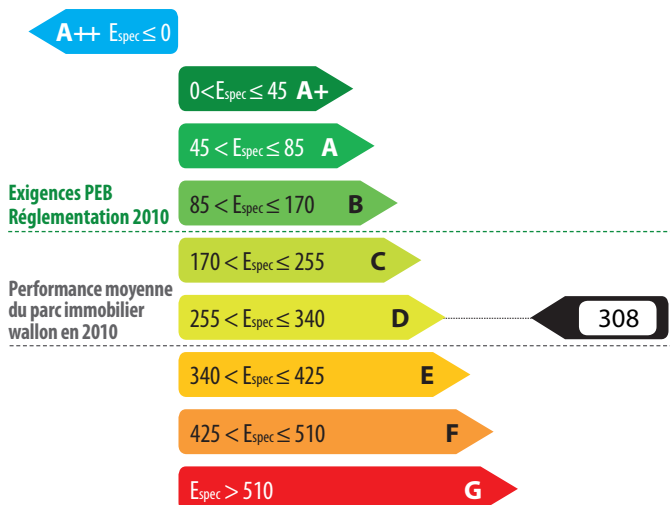 A++ Espec ≤ 0
0<Espec ≤ 45 A+
45 < Espec ≤ 85 A
Exigences PEB
Réglementation 2010
85 < Espec ≤ 170 B
170 < Espec ≤ 255 C
Performance moyenne
du parc immobilier
wallon en 2010
255 < Espec ≤ 340 D
308
340 < Espec ≤ 425 E
425 < Espec ≤ 510 F
Espec > 510 G